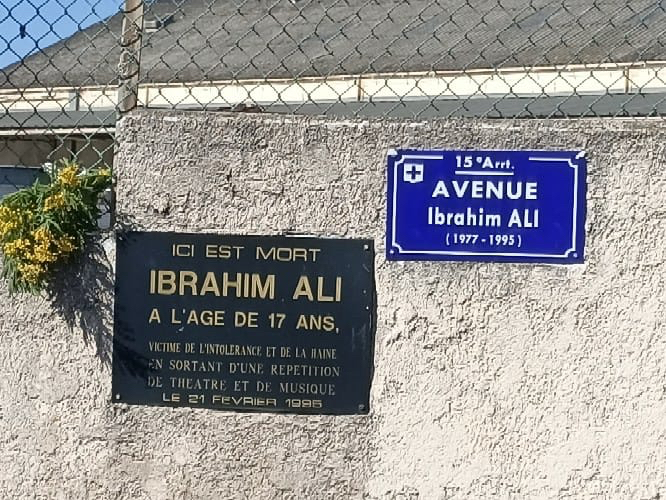 15ᵉ Arrt.
AVENUE
Ibrahim ALI
(1977 - 1995)
ICI EST MORT
IBRAHIM ALI
A L'AGE DE 17 ANS,
VICTIME DE L'INTOLERANCE ET DE LA HAINE
EN SORTANT D'UNE REPETITION
DE THEATRE ET DE MUSIQUE
LE 21 FEVRIER 1995